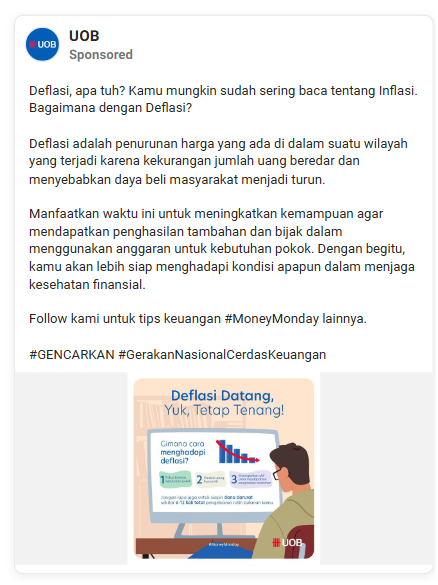 UOB
UOB
Sponsored
Deflasi, apa tuh? Kamu mungkin sudah sering baca tentang Inflasi.
Bagaimana dengan Deflasi?
Deflasi adalah penurunan harga yang ada di dalam suatu wilayah
yang terjadi karena kekurangan jumlah uang beredar dan
menyebabkan daya beli masyarakat menjadi turun.
Manfaatkan waktu ini untuk meningkatkan kemampuan agar
mendapatkan penghasilan tambahan dan bijak dalam
menggunakan anggaran untuk kebutuhan pokok. Dengan begitu,
kamu akan lebih siap menghadapi kondisi apapun dalam menjaga
kesehatan finansial.
Follow kami untuk tips keuangan #MoneyMonday lainnya.
#GENCARKAN #GerakanNasionalCerdasKeuangan
Deflasi Datang,
Yuk, Tetap Tenang!
Gimana cara
menghadapi
deflasi?
1
2
3
Jangan lupa juga untuk siapin dana darurat
#MoneyMonday
UOB